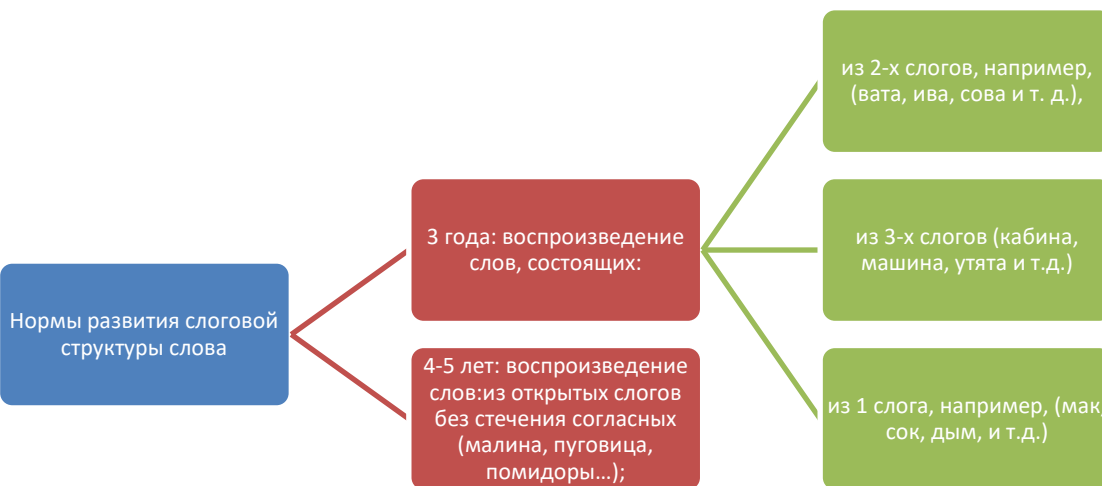 Нормы развития слоговой
структуры слова
3 года: воспроизведение
слов, состоящих:
4-5 лет: воспроизведение
слов:из открытых слогов
без стечения согласных
(малина, пуговица,
помидоры…);
из 2-х слогов, например,
(вата, ива, сова и т. д.),
из 3-х слогов (кабина,
машина, утята и т.д.)
из 1 слога, например, (мак,
сок, дым, и т.д.)